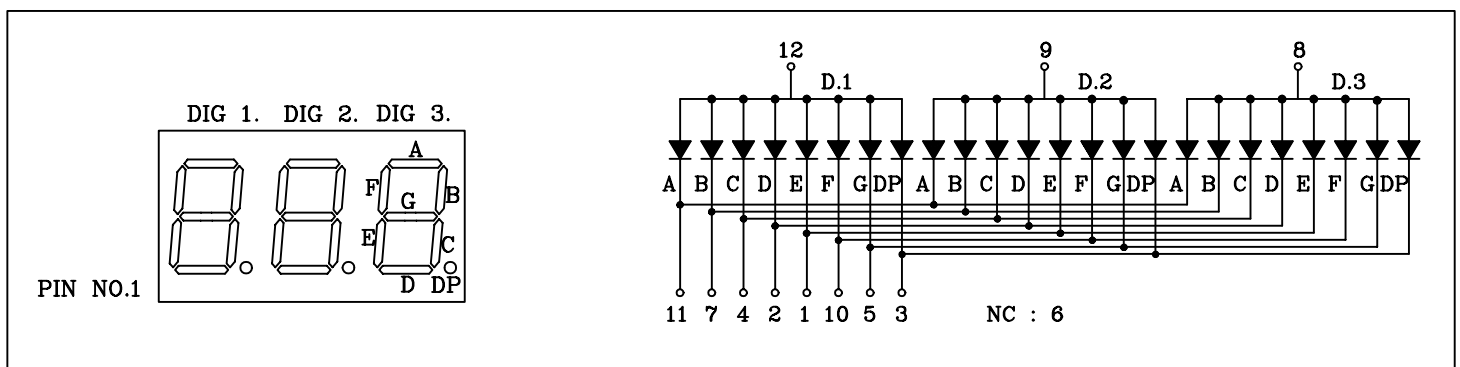 DIG 1. DIG 2. DIG 3.
A
F B
G
E C
D DP
PIN NO.1
12 9 8
D.1 D.2 D.3
A B C D E F G DP A B C D E F G DP A B C D E F G DP
11 7 4 2 1 10 5 3
NC : 6